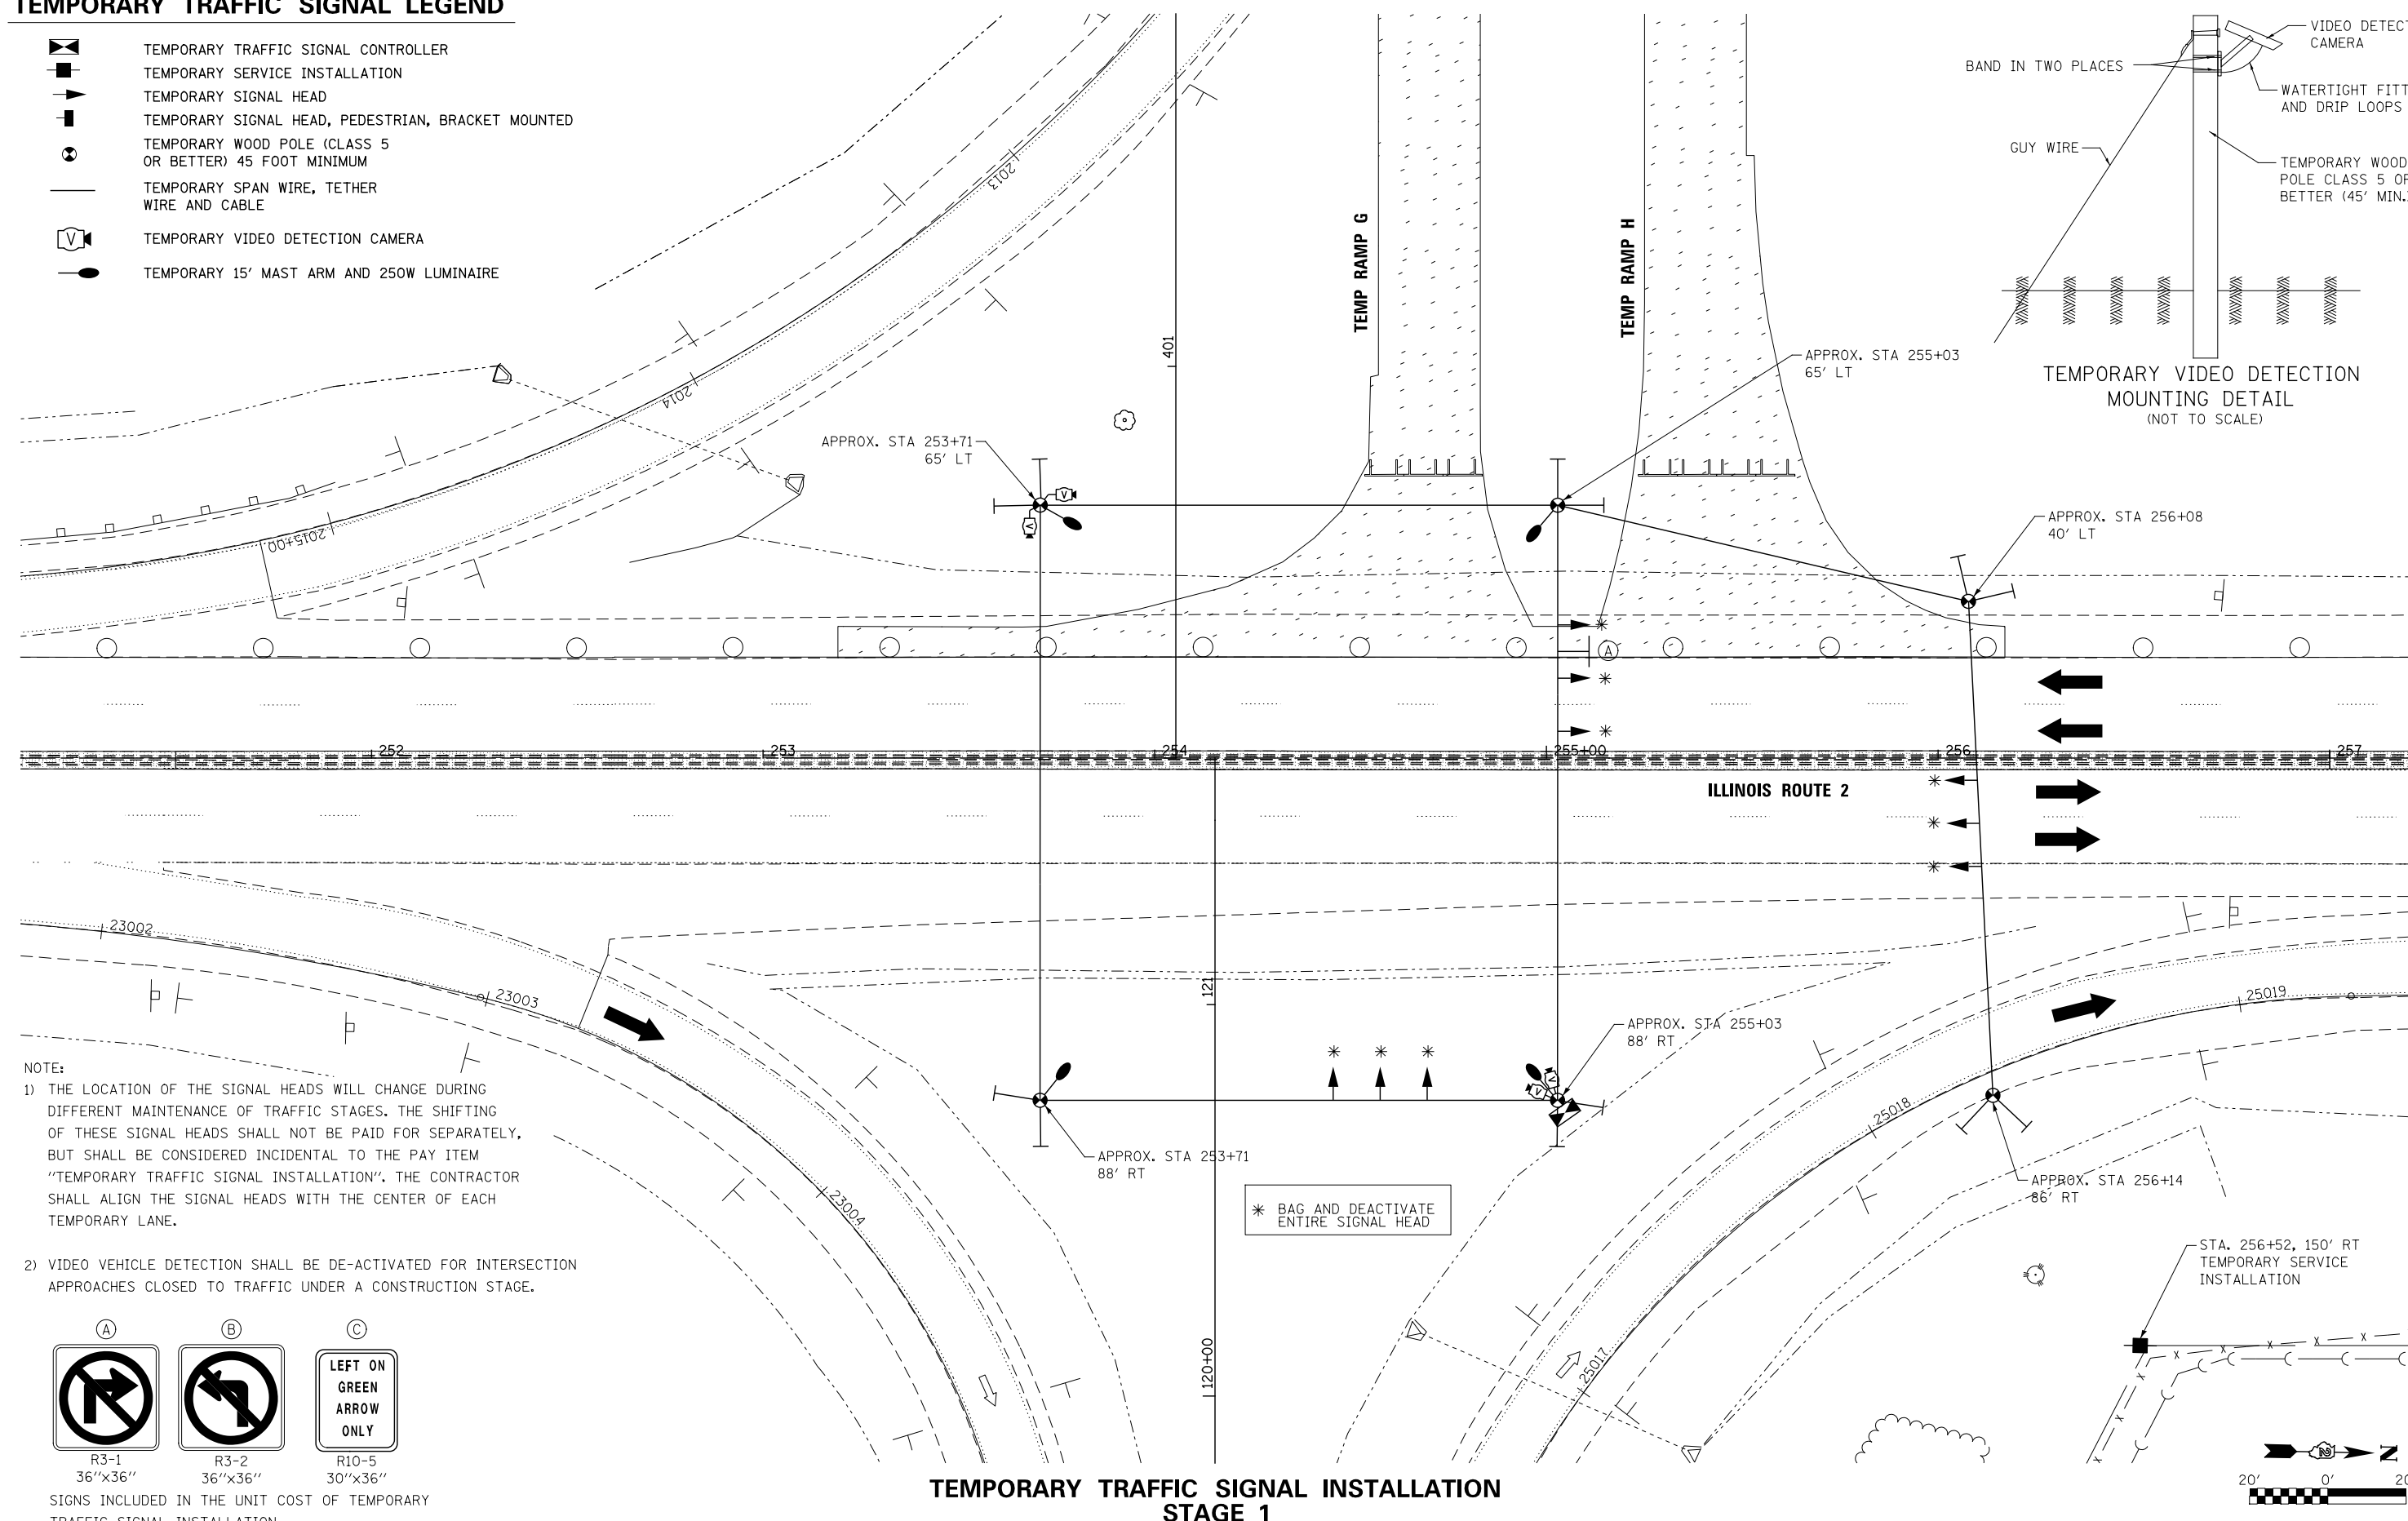 TEMPORARY TRAFFIC SIGNAL LEGEND
TEMPORARY TRAFFIC SIGNAL CONTROLLER
TEMPORARY SERVICE INSTALLATION
TEMPORARY SIGNAL HEAD
TEMPORARY SIGNAL HEAD, PEDESTRIAN, BRACKET MOUNTED
TEMPORARY WOOD POLE (CLASS 5
OR BETTER) 45 FOOT MINIMUM
TEMPORARY SPAN WIRE, TETHER
WIRE AND CABLE
V
TEMPORARY VIDEO DETECTION CAMERA
TEMPORARY 15' MAST ARM AND 250W LUMINAIRE
VIDEO DETECT
CAMERA
BAND IN TWO PLACES
WATERTIGHT FITT
AND DRIP LOOPS
GUY WIRE
TEMPORARY WOOD
POLE CLASS 5 OR
BETTER (45' MIN.
TEMPORARY VIDEO DETECTION
MOUNTING DETAIL
(NOT TO SCALE)
TEMP RAMP G
TEMP RAMP H
401
2013
2014
2015+00
APPROX. STA 253+71
65' LT
APPROX. STA 255+03
65' LT
APPROX. STA 256+08
40' LT
V
V
A
252
253
254
255+00
256
257
ILLINOIS ROUTE 2
23002
23003
23004
121
120+00
25017
25018
25019
APPROX. STA 255+03
88' RT
V
V
APPROX. STA 253+71
88' RT
APPROX. STA 256+14
86' RT
* BAG AND DEACTIVATE
ENTIRE SIGNAL HEAD
STA. 256+52, 150' RT
TEMPORARY SERVICE
INSTALLATION
NOTE:
1) THE LOCATION OF THE SIGNAL HEADS WILL CHANGE DURING
DIFFERENT MAINTENANCE OF TRAFFIC STAGES. THE SHIFTING
OF THESE SIGNAL HEADS SHALL NOT BE PAID FOR SEPARATELY,
BUT SHALL BE CONSIDERED INCIDENTAL TO THE PAY ITEM
"TEMPORARY TRAFFIC SIGNAL INSTALLATION". THE CONTRACTOR
SHALL ALIGN THE SIGNAL HEADS WITH THE CENTER OF EACH
TEMPORARY LANE.
2) VIDEO VEHICLE DETECTION SHALL BE DE-ACTIVATED FOR INTERSECTION
APPROACHES CLOSED TO TRAFFIC UNDER A CONSTRUCTION STAGE.
A
B
C
LEFT ON
GREEN
ARROW
ONLY
R3-1
36"x36"
R3-2
36"x36"
R10-5
30"x36"
SIGNS INCLUDED IN THE UNIT COST OF TEMPORARY
TRAFFIC SIGNAL INSTALLATION
TEMPORARY TRAFFIC SIGNAL INSTALLATION
STAGE 1
2
N
20' 0' 20